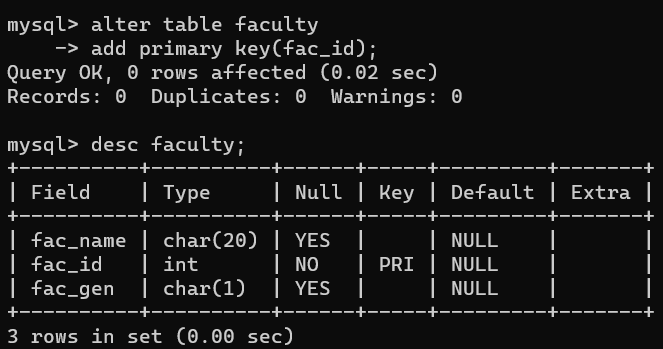 mysql> alter table faculty
    -> add primary key(fac_id);
Query OK, 0 rows affected (0.02 sec)
Records: 0  Duplicates: 0  Warnings: 0

mysql> desc faculty;
+----------+----------+------+-----+---------+-------+
| Field    | Type     | Null | Key | Default | Extra |
+----------+----------+------+-----+---------+-------+
| fac_name | char(20) | YES  |     | NULL    |       |
| fac_id   | int      | NO   | PRI | NULL    |       |
| fac_gen  | char(1)  | YES  |     | NULL    |       |
+----------+----------+------+-----+---------+-------+
3 rows in set (0.00 sec)